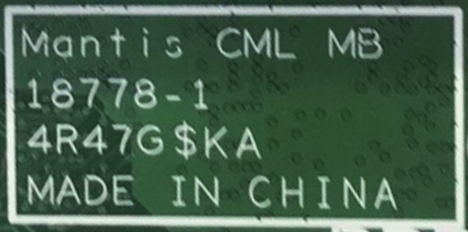 Mantis CML MB
18778-1
4R47G$KA
MADE IN CHINA